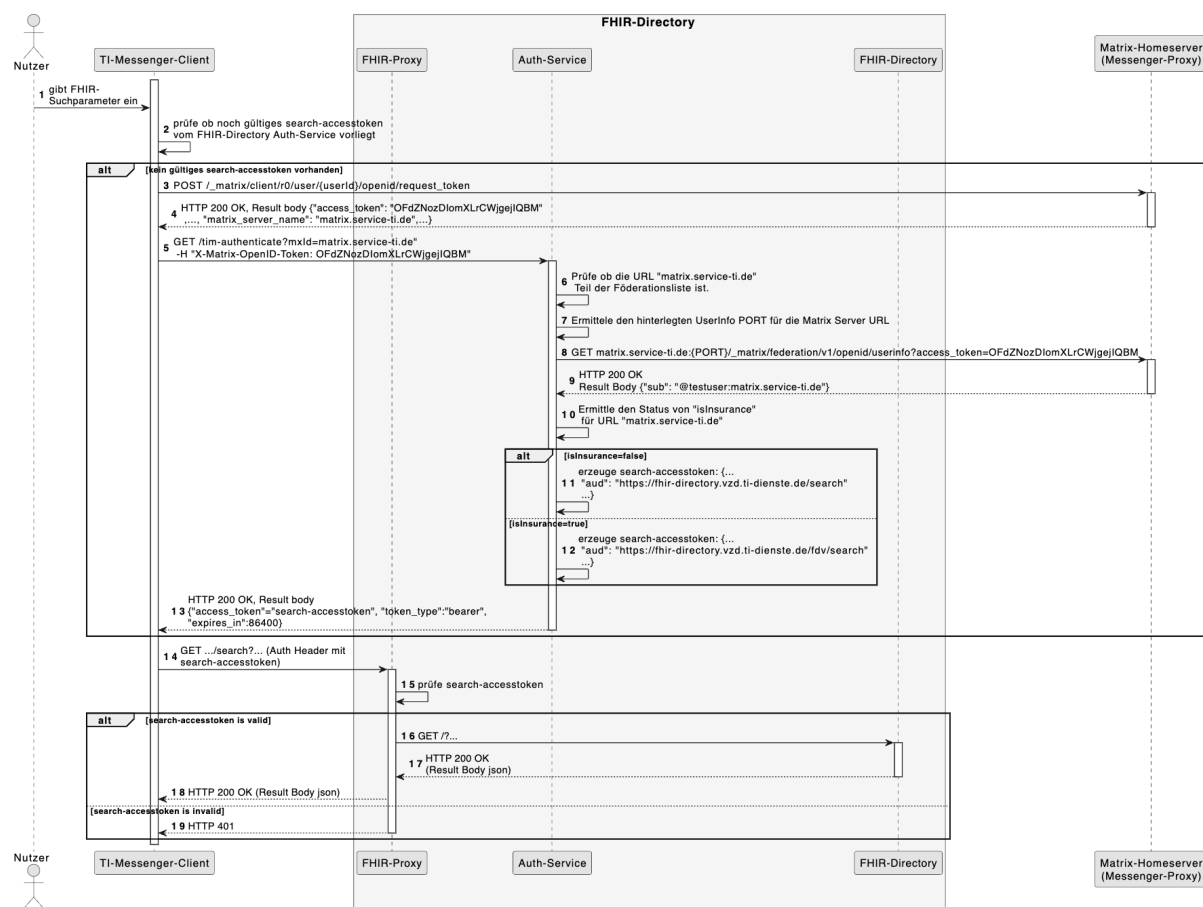 FHIR-Directory
Nutzer
TI-Messenger-Client
FHIR-Proxy
Auth-Service
FHIR-Directory
Matrix-Homeserver
(Messenger-Proxy)
1 gibt FHIR-
Suchparameter ein
2 prüfe ob noch gültiges search-accesstoken
vom FHIR-Directory Auth-Service vorliegt
alt [kein gültiges search-accesstoken vorhanden]
3 POST /_matrix/client/r0/user/{userId}/openid/request_token
4 HTTP 200 OK, Result body {"access_token": "OFdZNozDIomXLrCWjgejIQBM"
,..., "matrix_server_name": "matrix.service-ti.de",...}
5 GET /tim-authenticate?mxId=matrix.service-ti.de"
-H "X-Matrix-OpenID-Token: OFdZNozDIomXLrCWjgejIQBM"
6 Prüfe ob die URL "matrix.service-ti.de"
Teil der Föderationsliste ist.
7 Ermittele den hinterlegten UserInfo PORT für die Matrix Server URL
8 GET matrix.service-ti.de:{PORT}/_matrix/federation/v1/openid/userinfo?access_token=OFdZNozDIomXLrCWjgejIQBM
9 HTTP 200 OK
Result Body {"sub": "@testuser:matrix.service-ti.de"}
10 Ermittle den Status von "isInsurance"
für URL "matrix.service-ti.de"
alt [isInsurance=false]
erzeuge search-accesstoken: {...
11 "aud": "https://fhir-directory.vzd.ti-dienste.de/search"
...}
[isInsurance=true]
erzeuge search-accesstoken: {...
12 "aud": "https://fhir-directory.vzd.ti-dienste.de/fdv/search"
...}
HTTP 200 OK, Result body
13 {"access_token"="search-accesstoken", "token_type":"bearer",
"expires_in":86400}
14 GET .../search?... (Auth Header mit
search-accesstoken)
15 prüfe search-accesstoken
alt [search-accesstoken is valid]
16 GET /?...
17 HTTP 200 OK
(Result Body json)
18 HTTP 200 OK (Result Body json)
[search-accesstoken is invalid]
19 HTTP 401
Nutzer
TI-Messenger-Client
FHIR-Proxy
Auth-Service
FHIR-Directory
Matrix-Homeserver
(Messenger-Proxy)